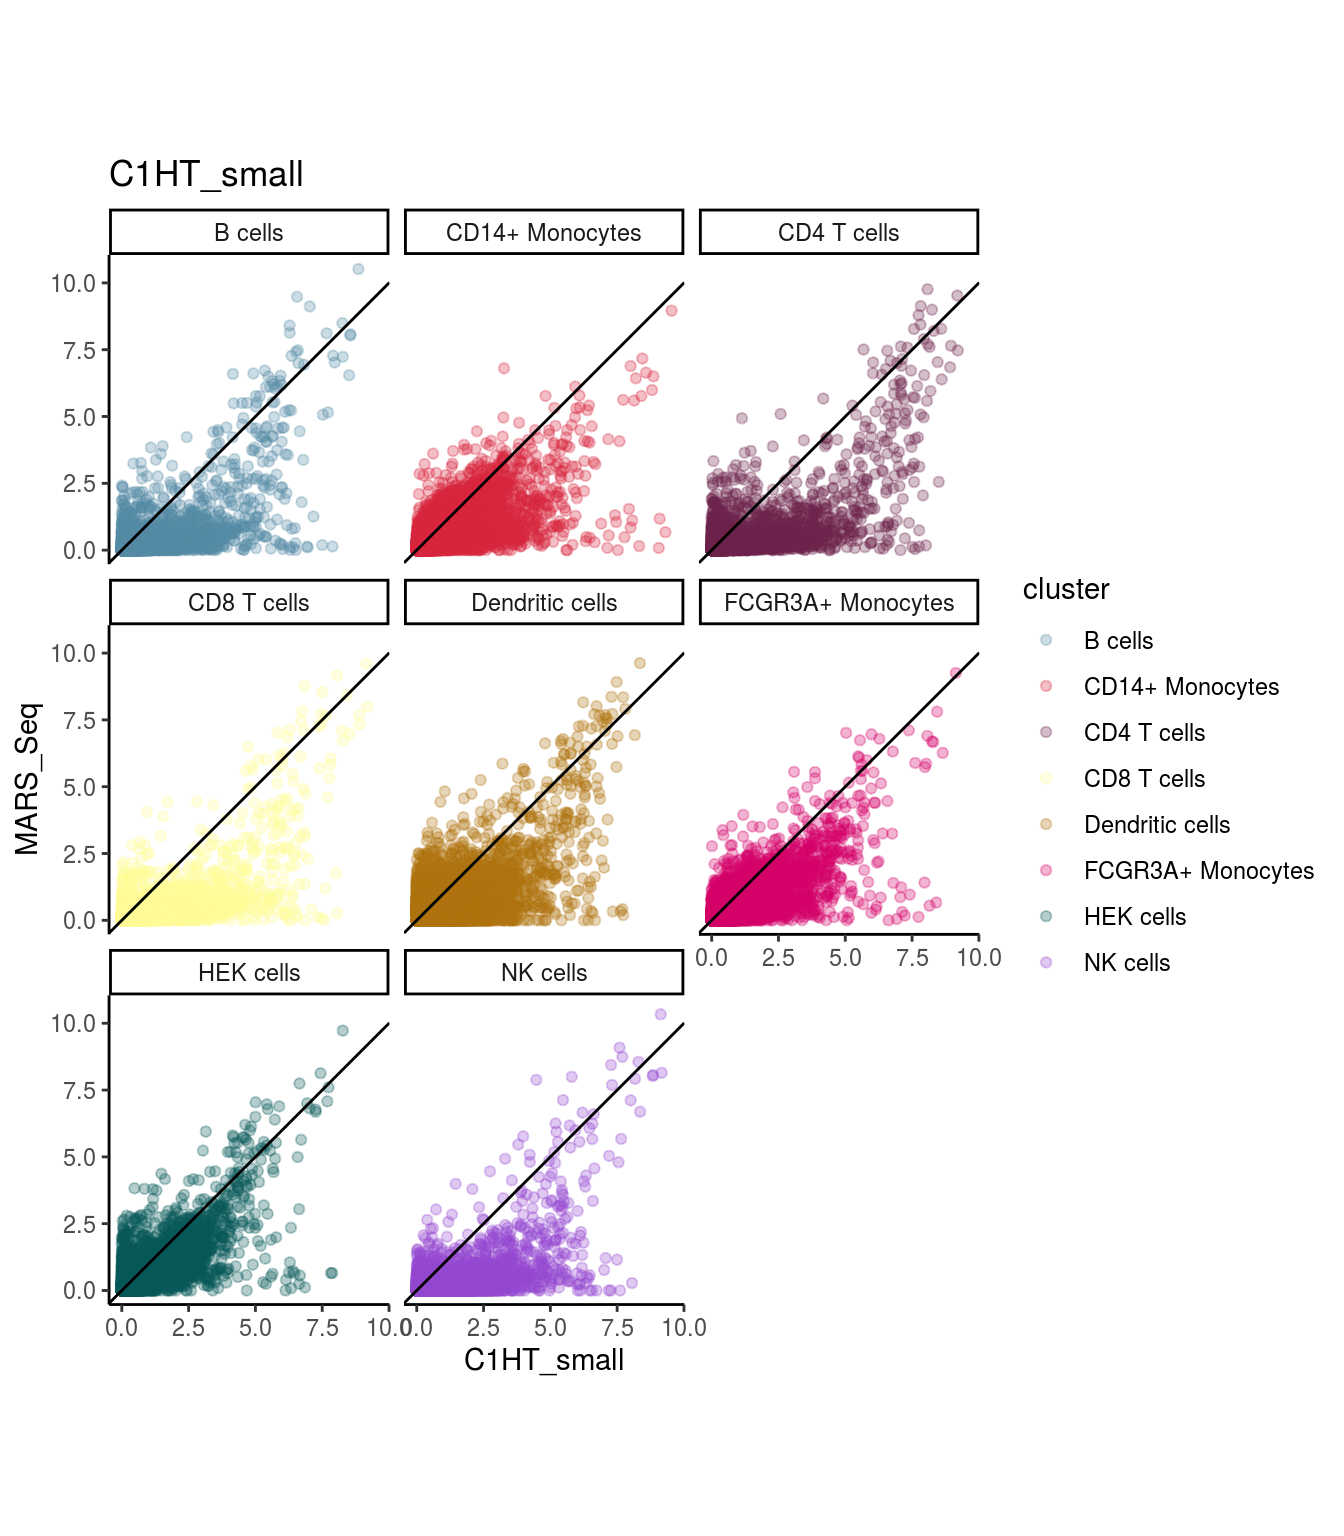 C1HT_small
B cells
CD14+ Monocytes
CD4 T cells
10.0
7.5
5.0
2.5
0.0
CD8 T cells
Dendritic cells
FCGR3A+ Monocytes
10.0
7.5
5.0
2.5
0.0
0.0 2.5 5.0 7.5 10.0
HEK cells
NK cells
10.0
7.5
5.0
2.5
0.0
0.0 2.5 5.0 7.5 10.0
0.0 2.5 5.0 7.5 10.0
C1HT_small
MARS_Seq
cluster
B cells
CD14+ Monocytes
CD4 T cells
CD8 T cells
Dendritic cells
FCGR3A+ Monocytes
HEK cells
NK cells